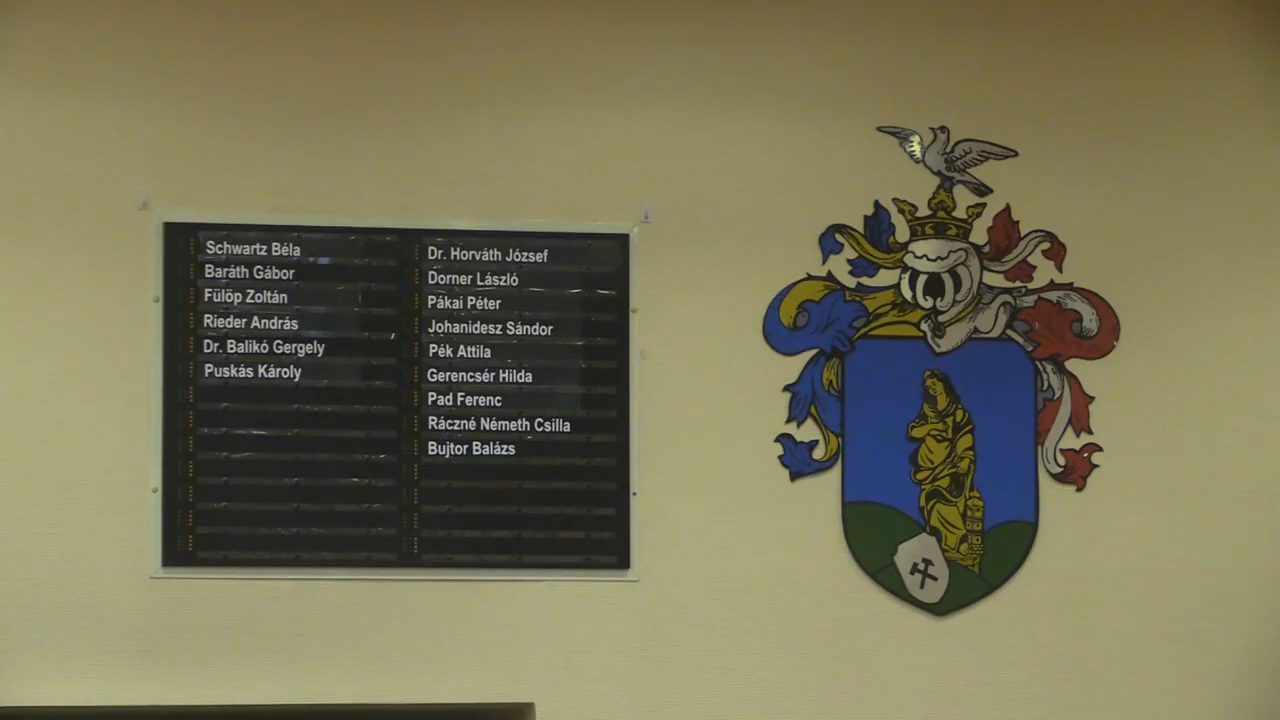 Schwartz Béla
Baráth Gábor
Fülöp Zoltán
Rieder András
Dr. Balikó Gergely
Puskás Károly
Dr. Horváth József
Dorner László
Pákai Péter
Johanidesz Sándor
Pék Attila
Gerencsér Hilda
Pad Ferenc
Ráczné Németh Csilla
Bujtor Balázs